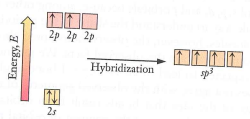 Energy, E
2p 2p 2p
Hybridization
sp³
2s